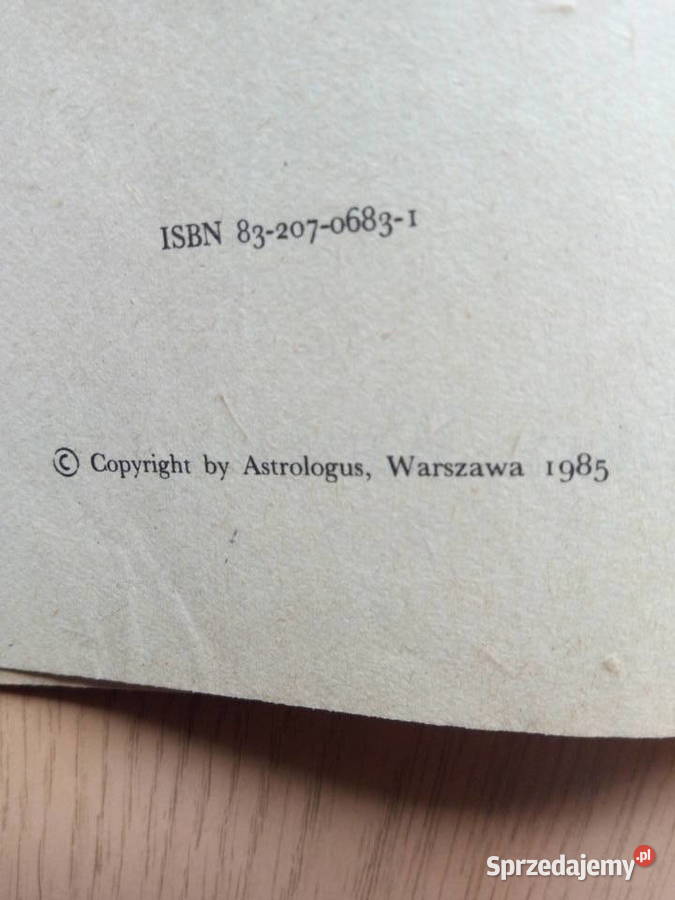 ISBN 83-207-0683-1
© Copyright by Astrologus, Warszawa 1985
Sprzedajemy.pl